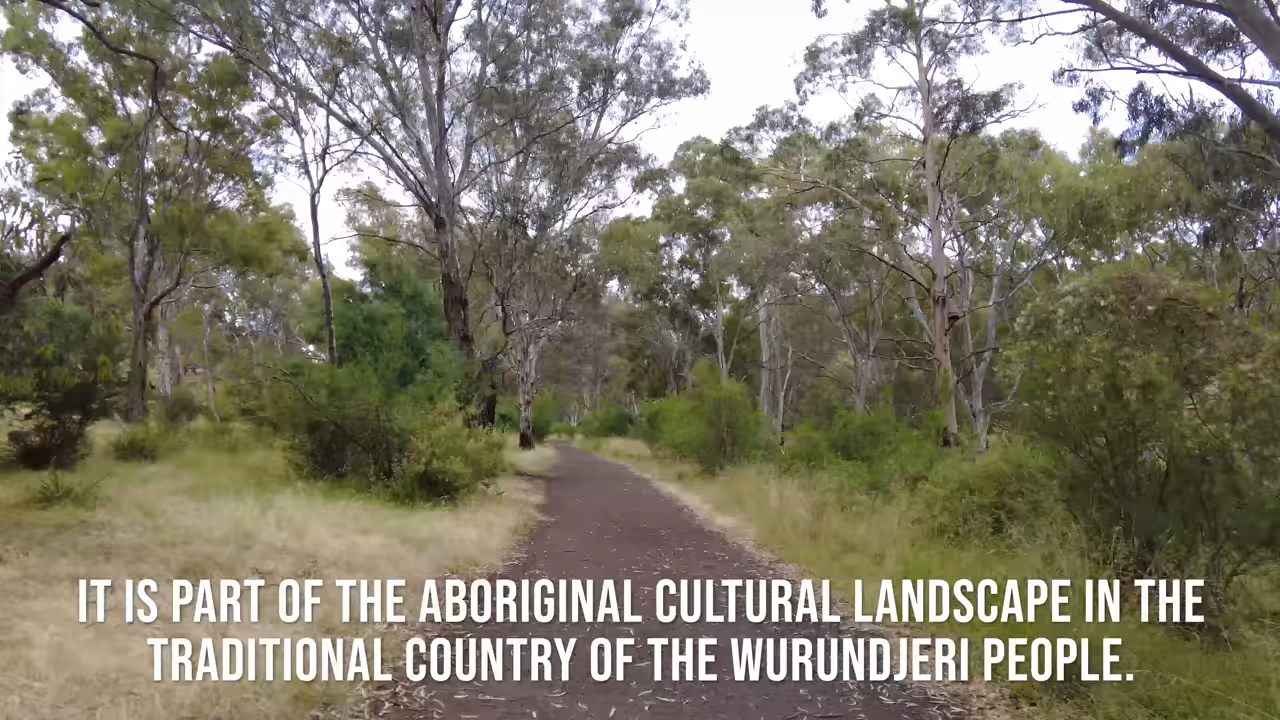 IT IS PART OF THE ABORIGINAL CULTURAL LANDSCAPE IN THE
TRADITIONAL COUNTRY OF THE WURUNDJERI PEOPLE.